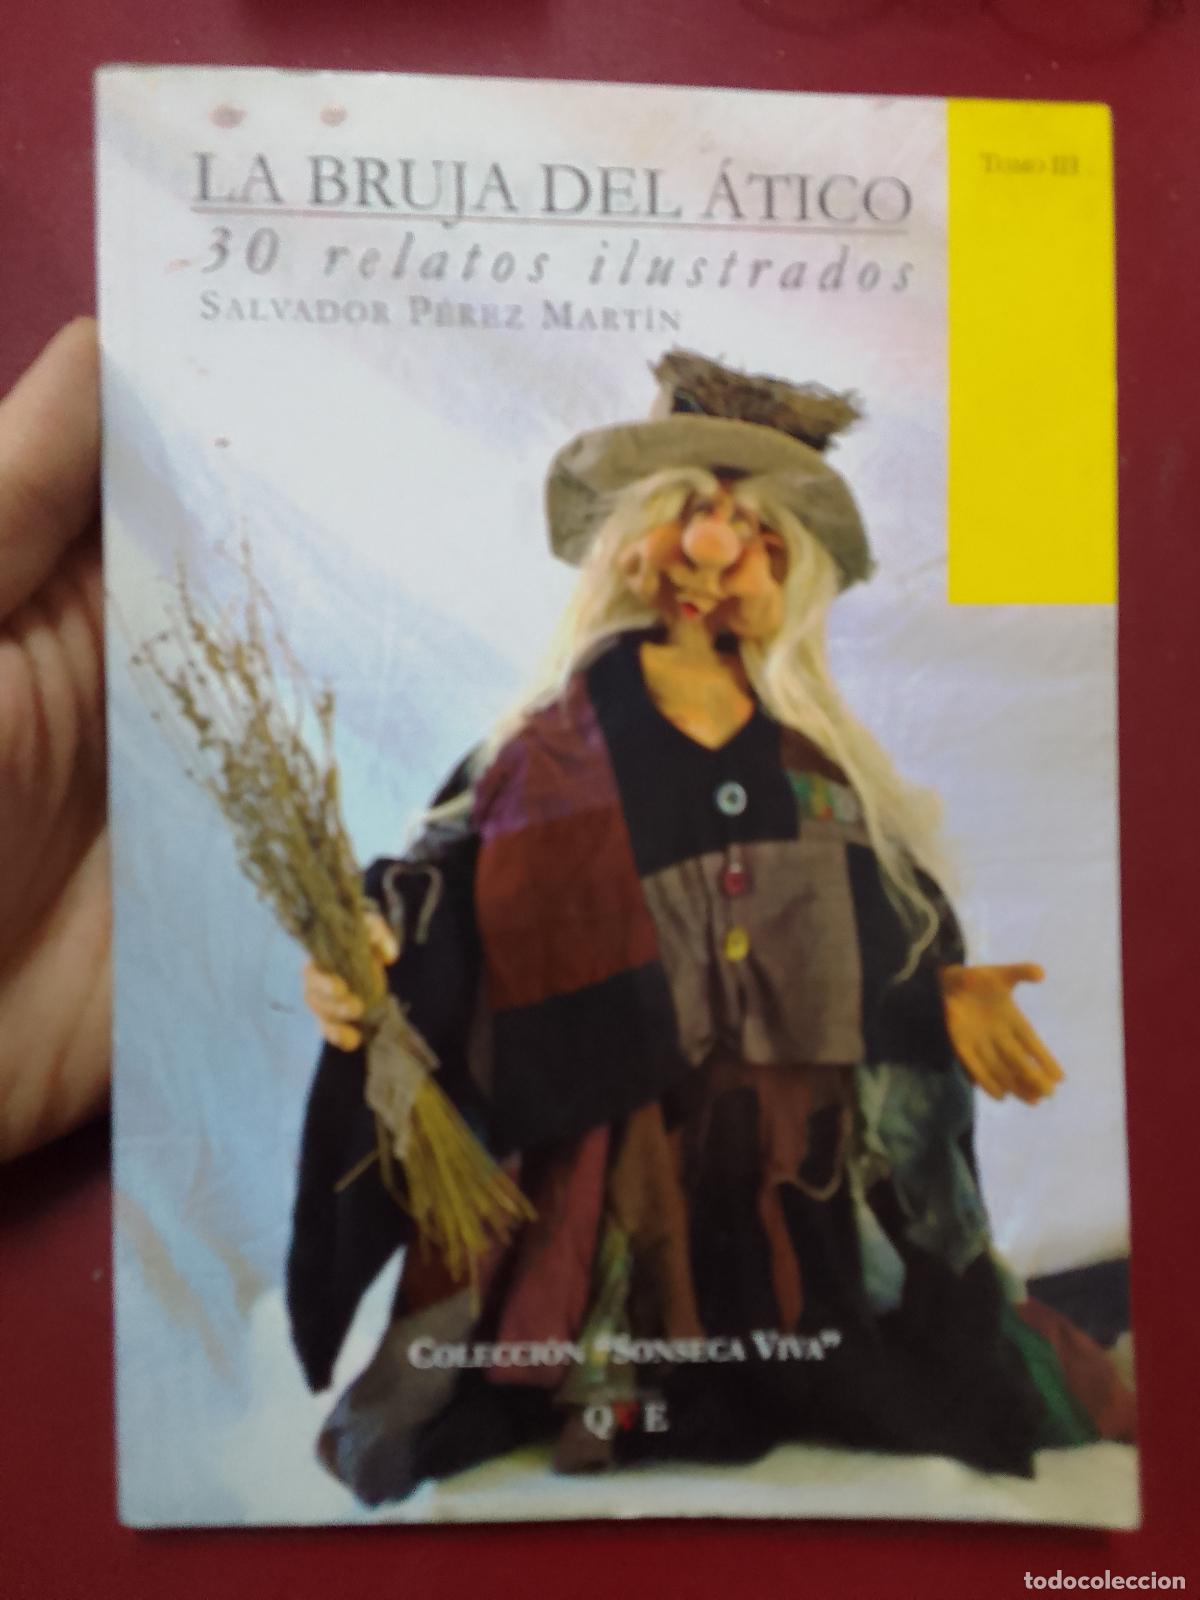 LA BRUJA DEL ÁTICO
30 relatos ilustrados
SALVADOR PÉREZ MARTÍN
TOMO III
COLECCIÓN "SONSECA VIVA"
QVE
todocoleccion